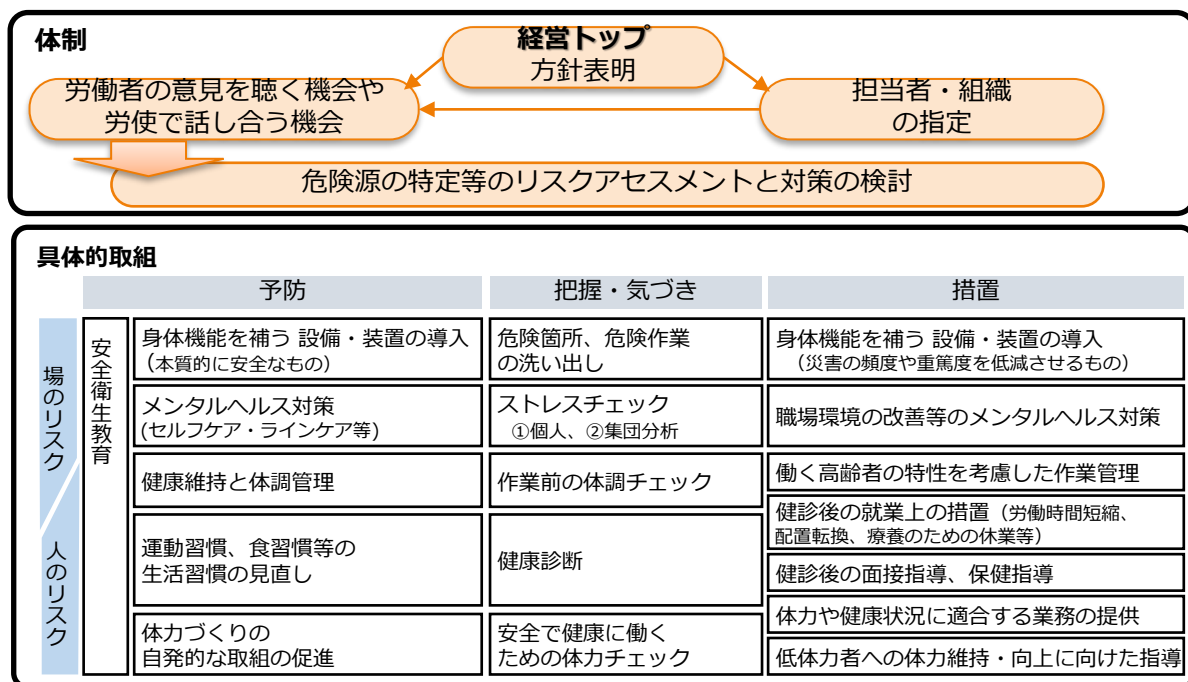 体制
経営トップ
方針表明
労働者の意見を聴く機会や
労使で話し合う機会
担当者・組織
の指定
危険源の特定等のリスクアセスメントと対策の検討
具体的取組
予防
把握・気づき
措置
場のリスク
人のリスク
安全衛生教育
身体機能を補う 設備・装置の導入
（本質的に安全なもの）
危険箇所、危険作業
の洗い出し
身体機能を補う 設備・装置の導入
（災害の頻度や重篤度を低減させるもの）
メンタルヘルス対策
(セルフケア・ラインケア等)
ストレスチェック
①個人、②集団分析
職場環境の改善等のメンタルヘルス対策
健康維持と体調管理
作業前の体調チェック
働く高齢者の特性を考慮した作業管理
運動習慣、食習慣等の
生活習慣の見直し
健康診断
健診後の就業上の措置（労働時間短縮、
配置転換、療養のための休業等）
健診後の面接指導、保健指導
体力づくりの
自発的な取組の促進
安全で健康に働く
ための体力チェック
体力や健康状況に適合する業務の提供
低体力者への体力維持・向上に向けた指導